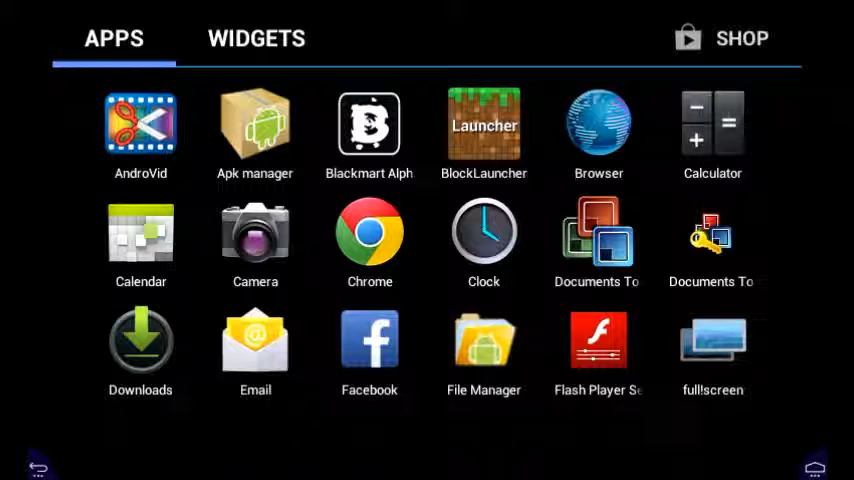 APPS WIDGETS SHOP
Launcher
AndroVid Apk manager Blackmart Alph BlockLauncher Browser Calculator
Calendar Camera Chrome Clock Documents To Documents To
Downloads Email Facebook File Manager Flash Player Se full!screen